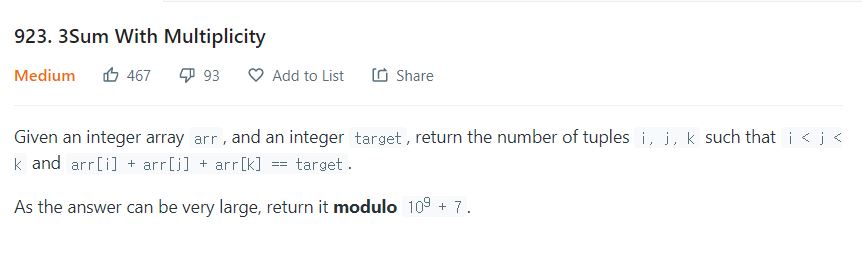 923. 3Sum With Multiplicity
Medium 467 93 Add to List Share
Given an integer array arr , and an integer target , return the number of tuples i, j, k such that i < j <
k and arr[i] + arr[j] + arr[k] == target .
As the answer can be very large, return it modulo 10⁹ + 7 .